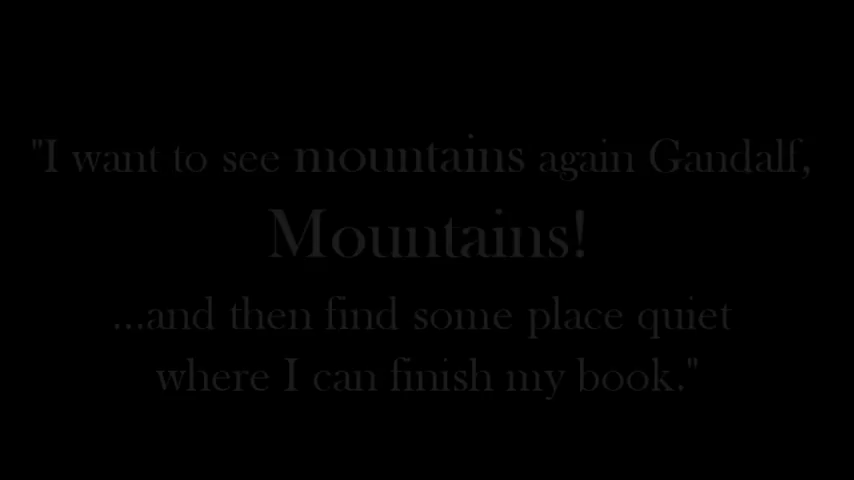 "I want to see mountains again Gandalf,
Mountains!
...and then find some place quiet
where I can finish my book."